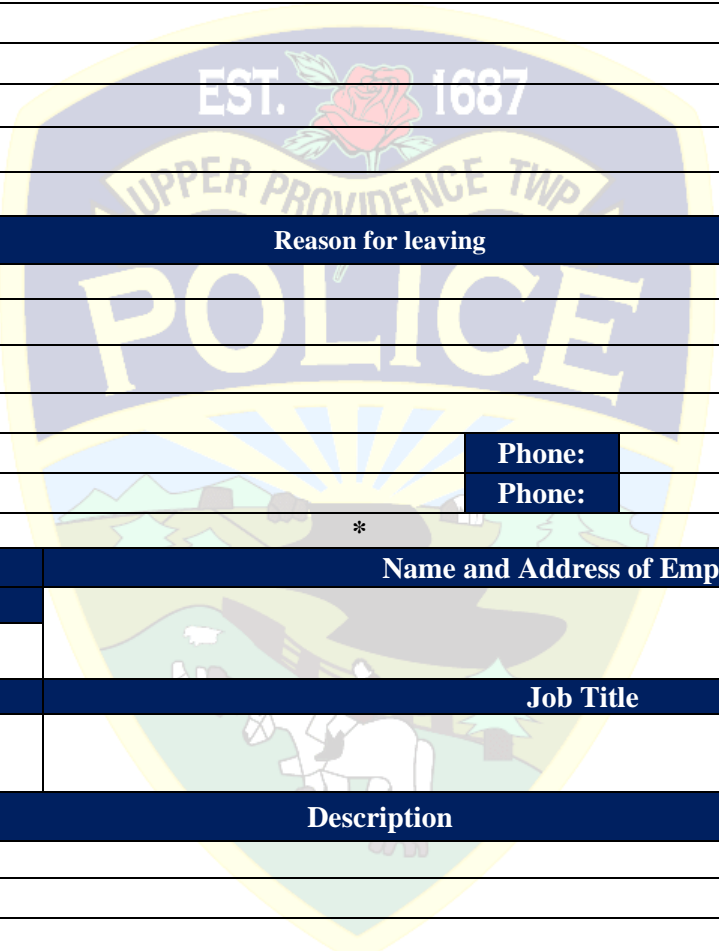 EST. 1687
UPPER PROVIDENCE TWP
Reason for leaving
POLICE
Phone:
Phone:
*
Name and Address of Emp
Job Title
Description